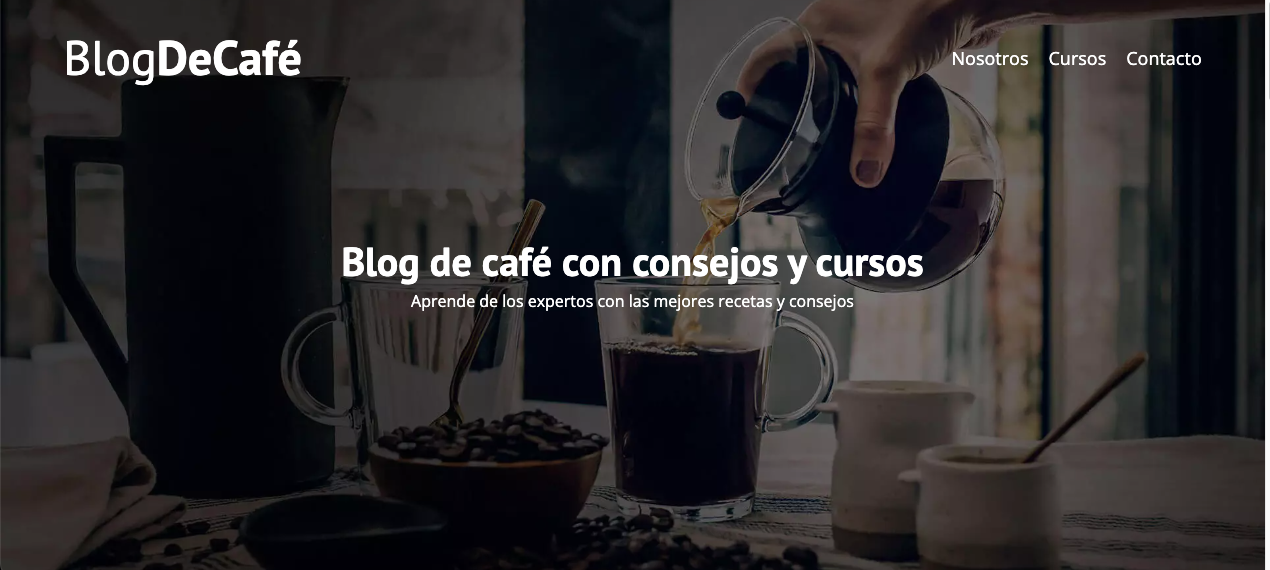 BlogDeCafé
Nosotros Cursos Contacto
Blog de café con consejos y cursos
Aprende de los expertos con las mejores recetas y consejos